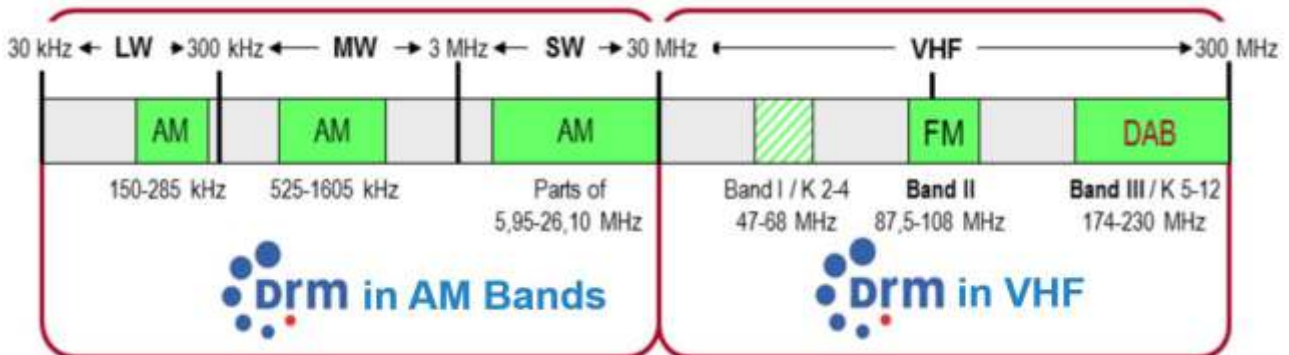 30 kHz LW 300 kHz MW 3 MHz SW 30 MHz VHF 300 MHz
AM AM AM FM DAB
150-285 kHz 525-1605 kHz Parts of Band I / K 2-4 Band II Band III / K 5-12
5,95-26,10 MHz 47-68 MHz 87,5-108 MHz 174-230 MHz
Drm in AM Bands Drm in VHF